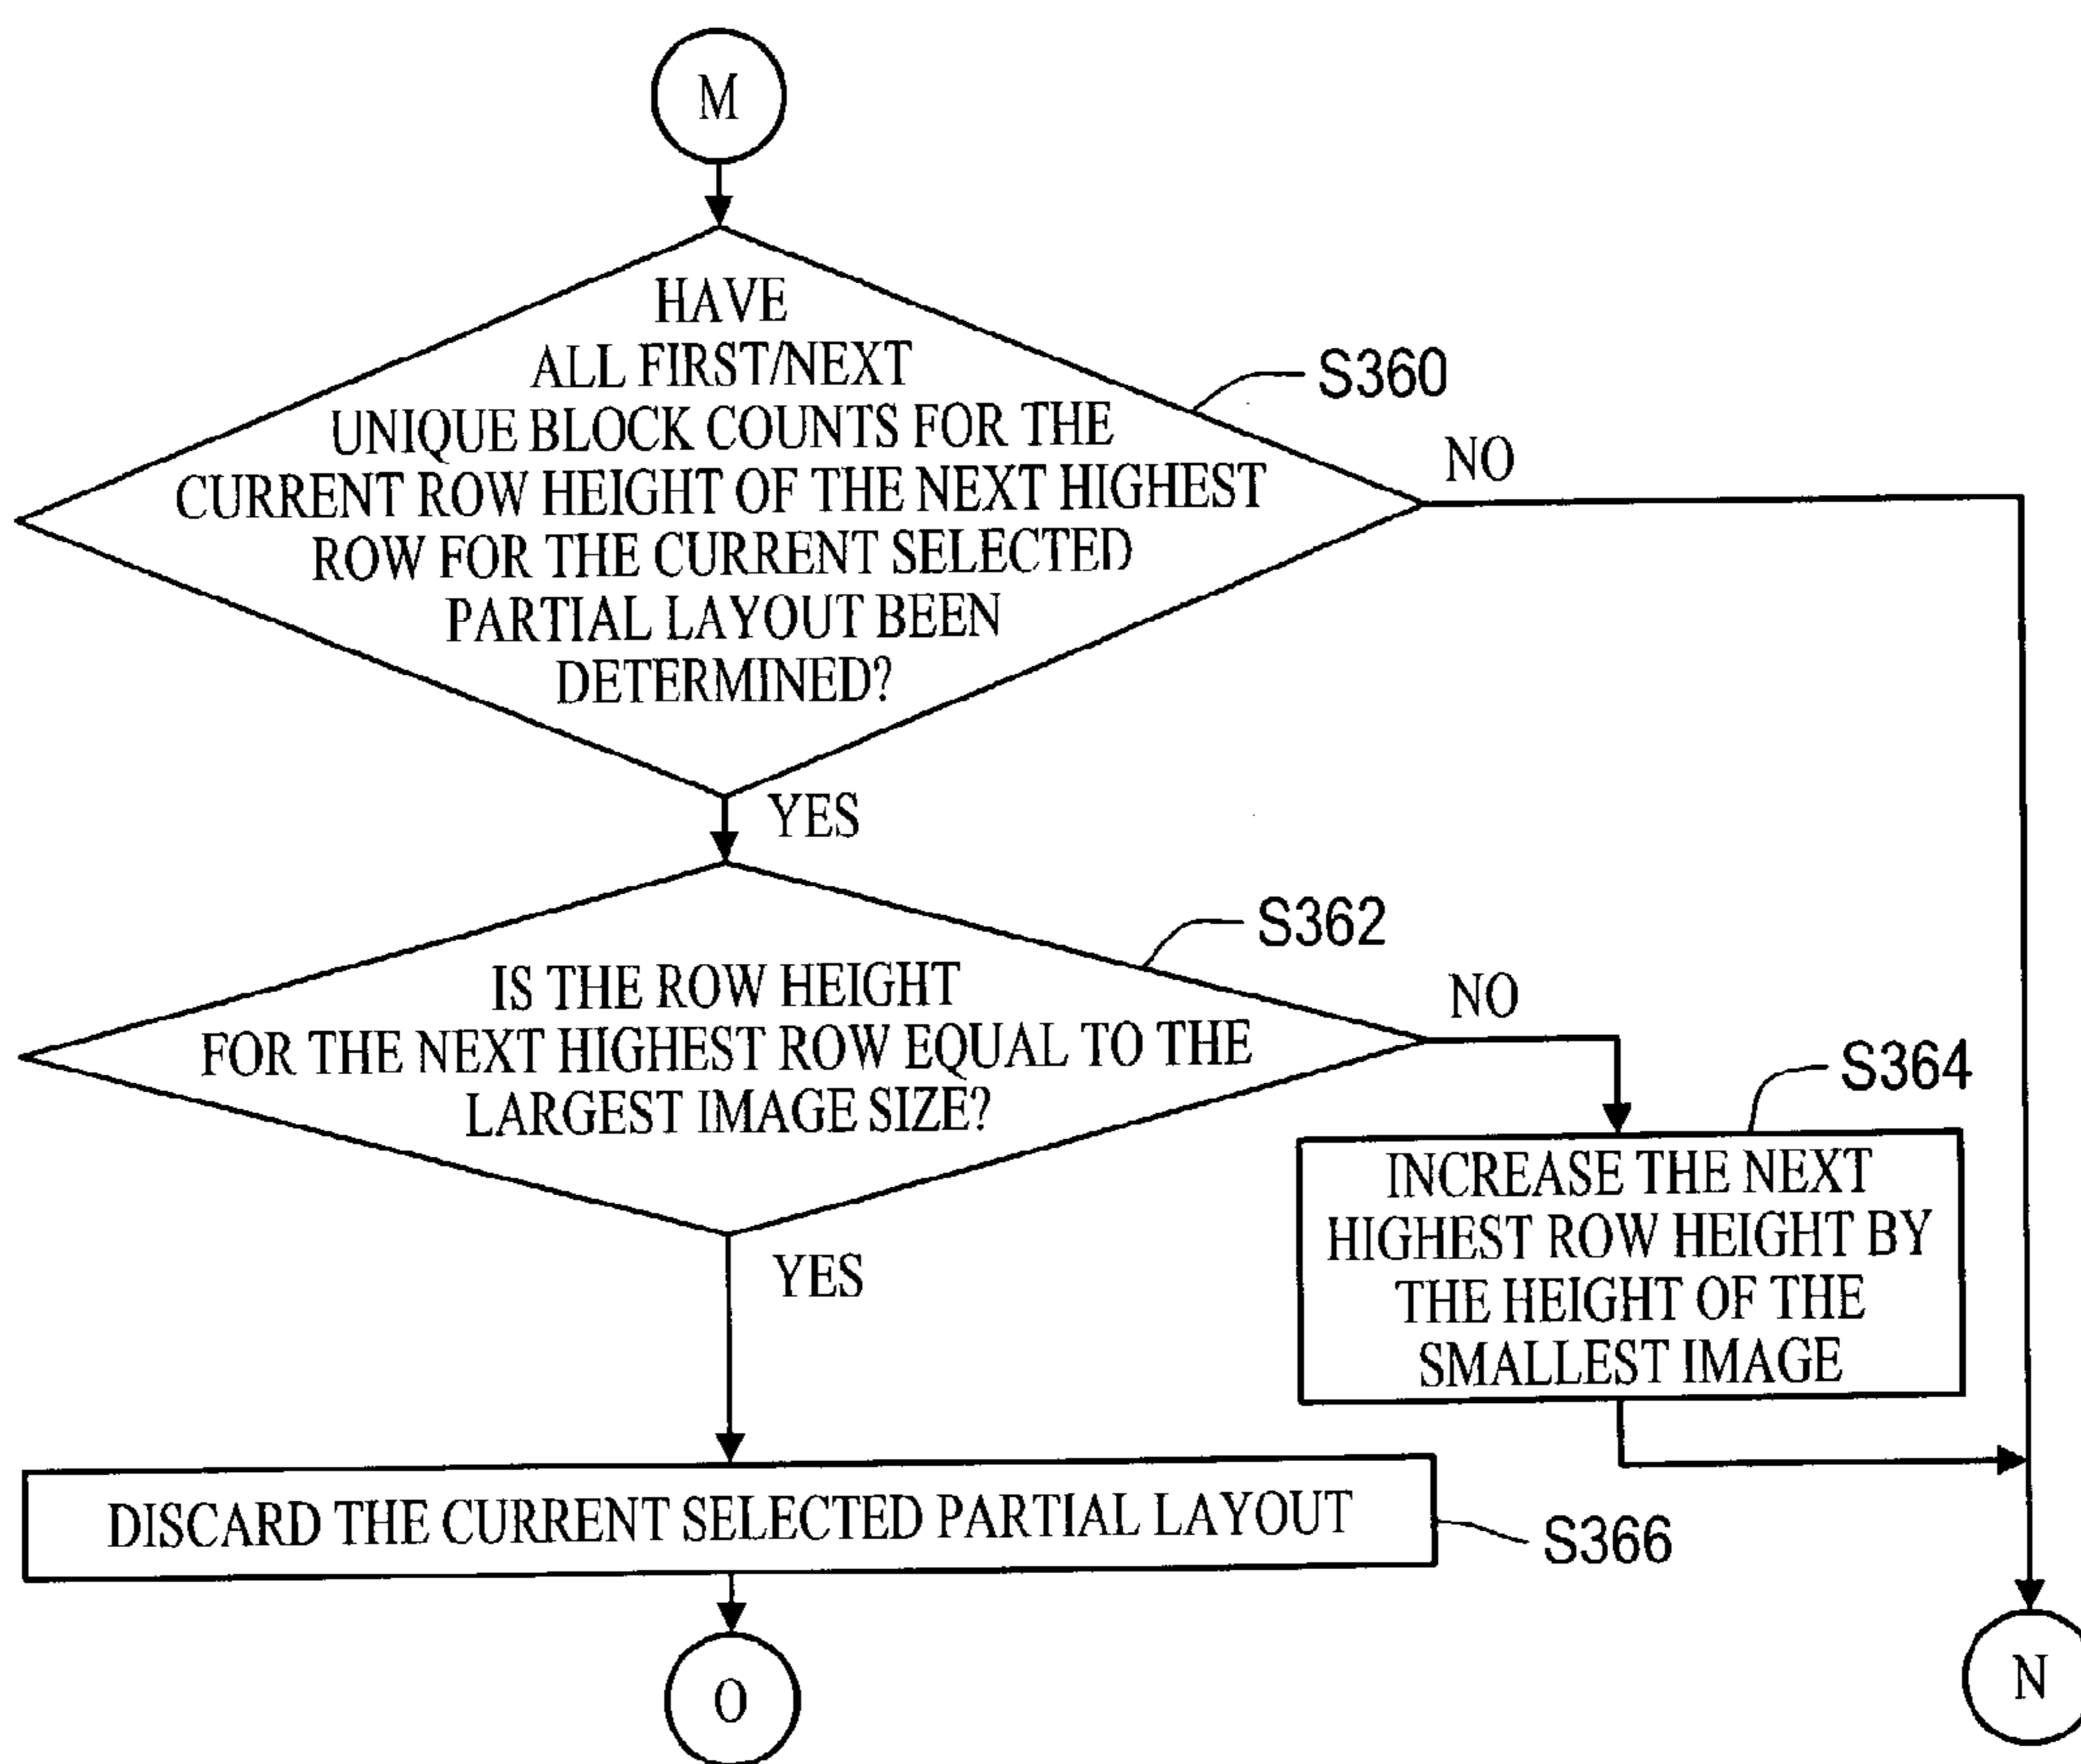 M
HAVE
ALL FIRST/NEXT
UNIQUE BLOCK COUNTS FOR THE
CURRENT ROW HEIGHT OF THE NEXT HIGHEST
ROW FOR THE CURRENT SELECTED
PARTIAL LAYOUT BEEN
DETERMINED?
S360
NO
YES
IS THE ROW HEIGHT
FOR THE NEXT HIGHEST ROW EQUAL TO THE
LARGEST IMAGE SIZE?
S362
NO
S364
INCREASE THE NEXT
HIGHEST ROW HEIGHT BY
THE HEIGHT OF THE
SMALLEST IMAGE
YES
DISCARD THE CURRENT SELECTED PARTIAL LAYOUT
S366
O
N